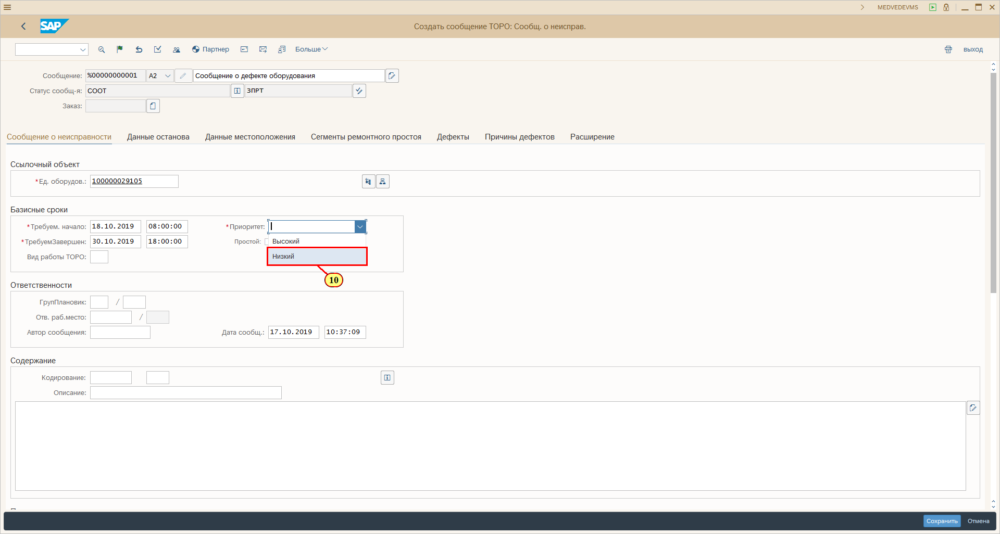 MEDVEDEVMS
SAP
Создать сообщение ТОРО: Сообщ. о неисправ.
Партнер
Больше
выход
Сообщение: %00000000001 A2 Сообщение о дефекте оборудования
Статус сообщ-я: СООТ ЗПРТ
Заказ:
Сообщение о неисправности Данные останова Данные местоположения Сегменты ремонтного простоя Дефекты Причины дефектов Расширение
Ссылочный объект
*Ед. оборудов.: 100000029105
Базисные сроки
*Требуем. начало: 18.10.2019 08:00:00 *Приоритет:
*ТребуемЗавершен: 30.10.2019 18:00:00 Простой: Высокий
Вид работы ТОРО: Низкий
10
Ответственности
ГрупПлановик: /
Отв. раб.место: /
Автор сообщения: Дата сообщ.: 17.10.2019 10:37:09
Содержание
Кодирование:
Описание:
Сохранить Отмена